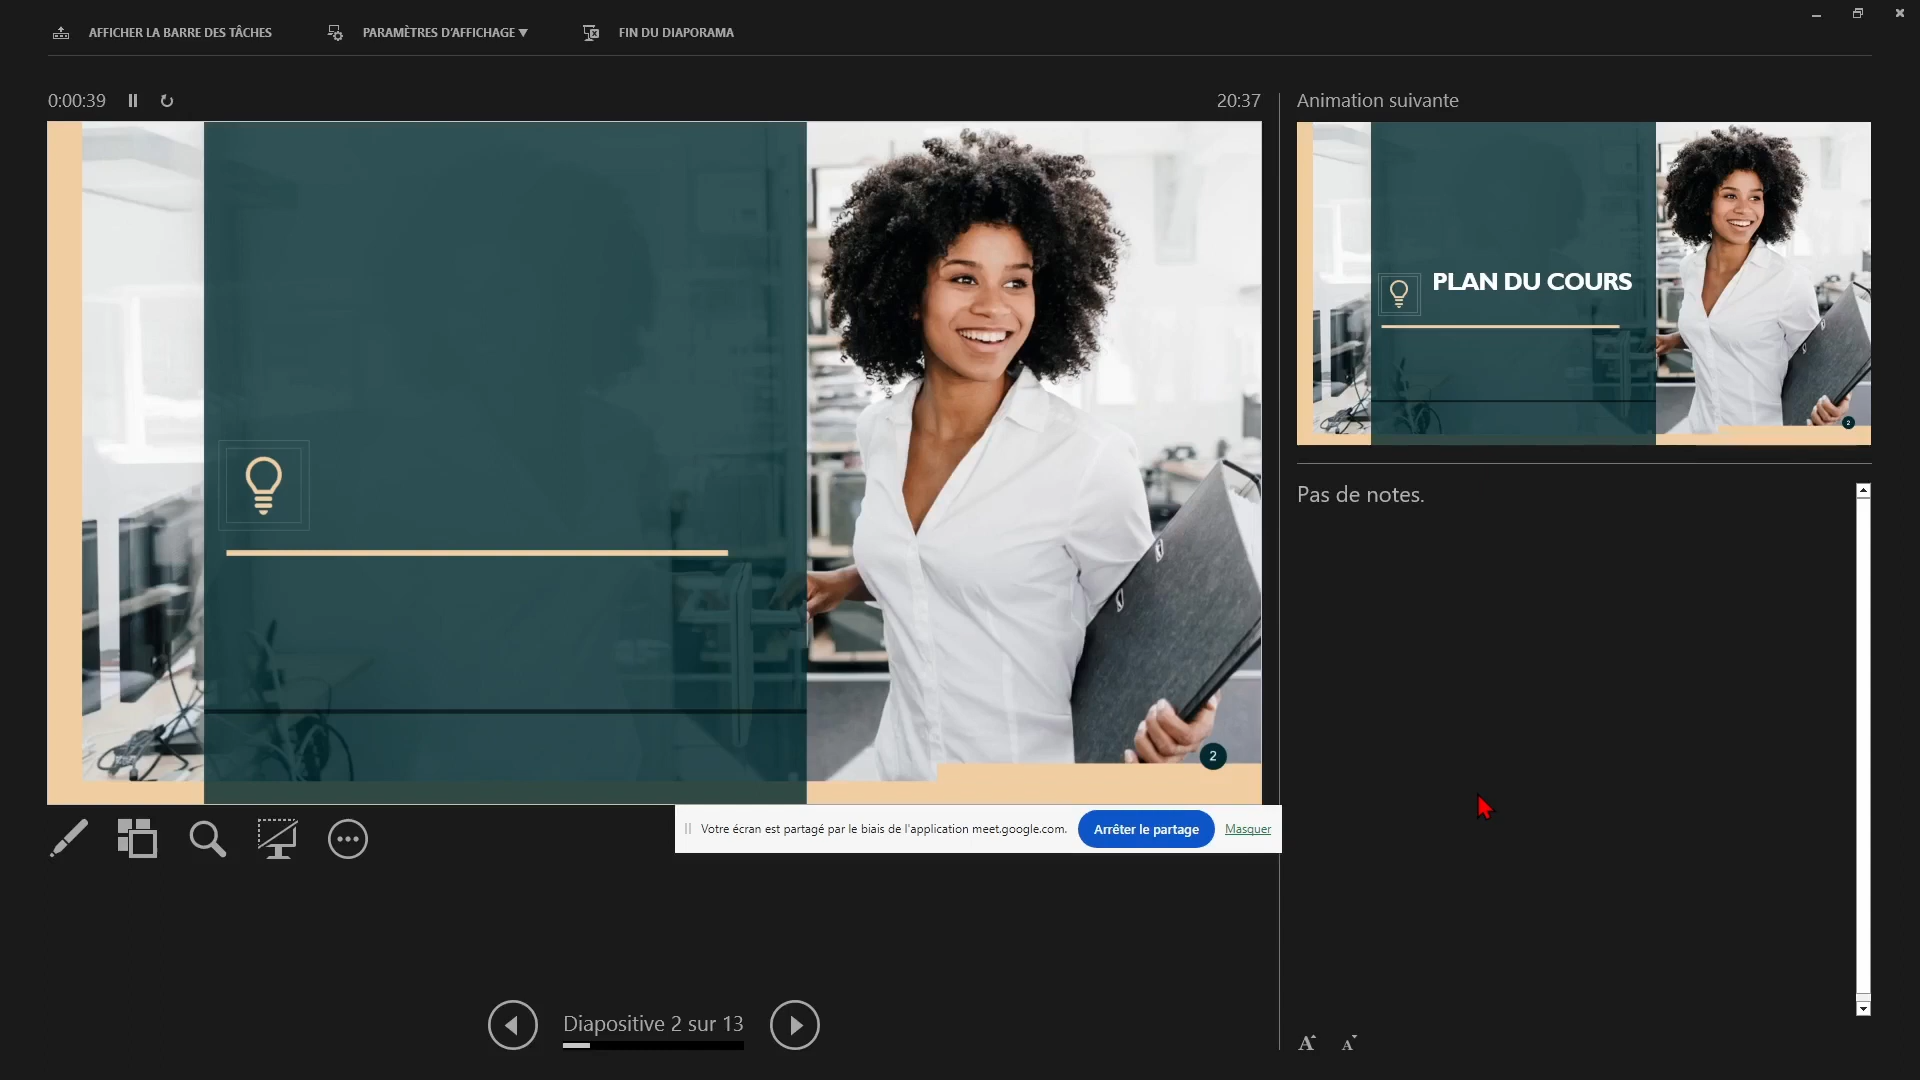 AFFICHER LA BARRE DES TÂCHES
PARAMÈTRES D'AFFICHAGE ▼
FIN DU DIAPORAMA
0:00:39
20:37
Animation suivante
PLAN DU COURS
2
2
Pas de notes.
Votre écran est partagé par le biais de l'application meet.google.com.
Arrêter le partage
Masquer
Diapositive 2 sur 13
A
A